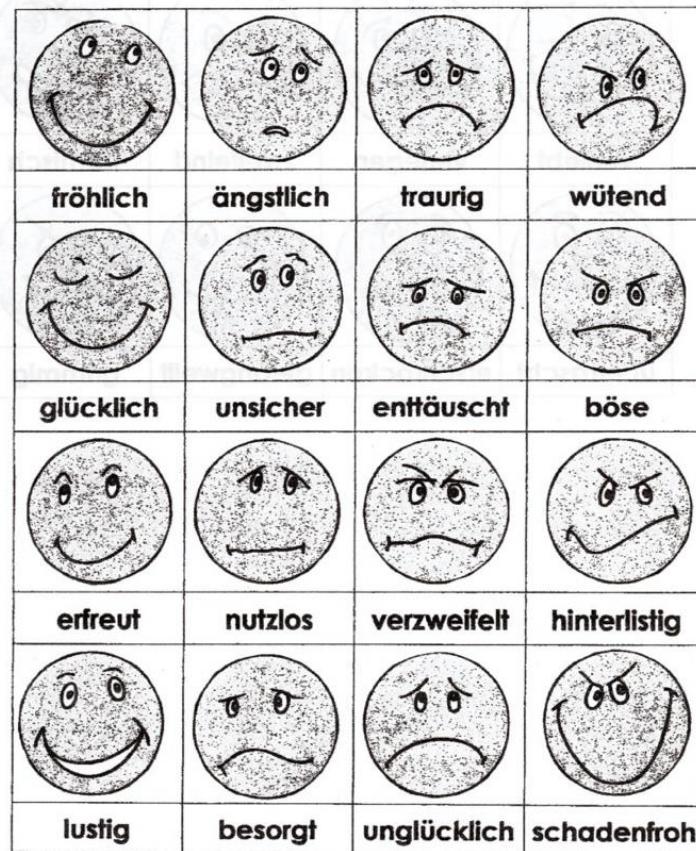 fröhlich ängstlich traurig wütend
glücklich unsicher enttäuscht böse
erfreut nutzlos verzweifelt hinterlistig
lustig besorgt unglücklich schadenfroh